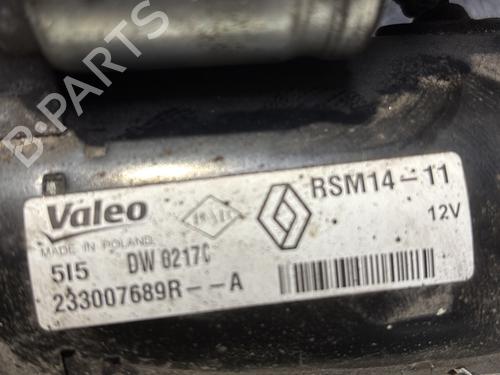 B-PARTS
Valeo
RSM14-11
12V
MADE IN POLAND
515 DW 0217C
233007689R--A